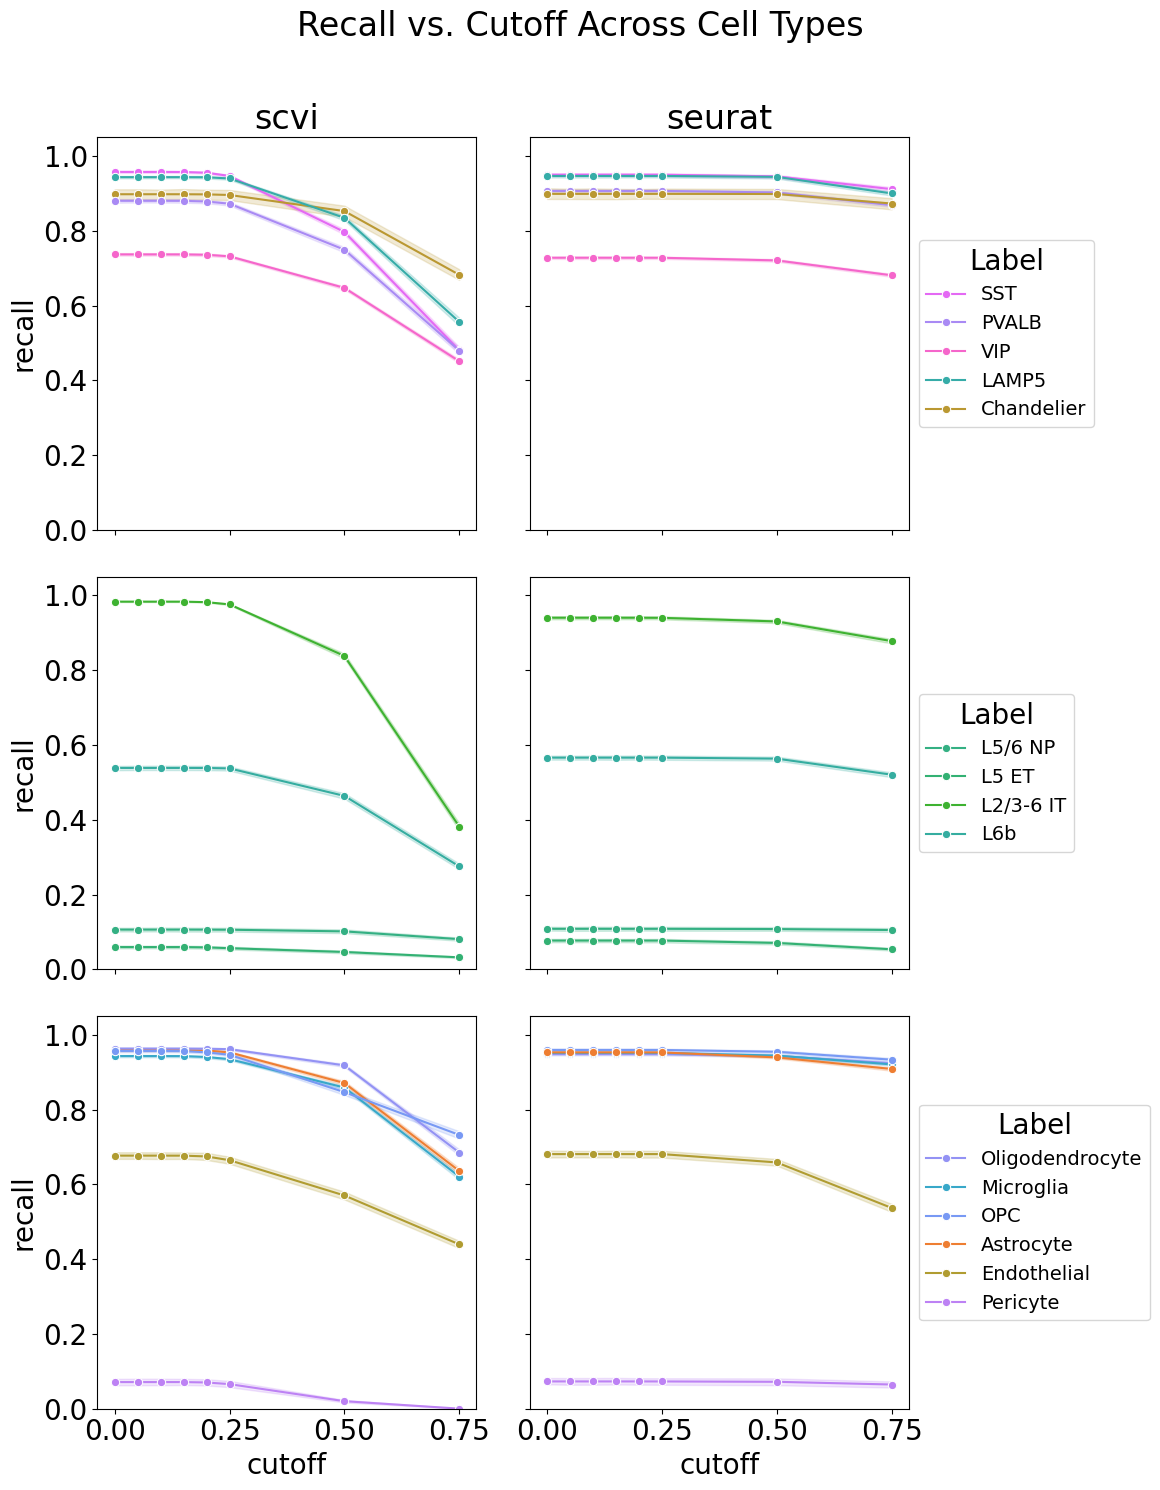 Recall vs. Cutoff Across Cell Types
scvi
seurat
1.0
0.8
0.6
0.4
0.2
0.0
recall
Label
SST
PVALB
VIP
LAMP5
Chandelier
1.0
0.8
0.6
0.4
0.2
0.0
recall
Label
L5/6 NP
L5 ET
L2/3-6 IT
L6b
1.0
0.8
0.6
0.4
0.2
0.0
recall
Label
Oligodendrocyte
Microglia
OPC
Astrocyte
Endothelial
Pericyte
0.00 0.25 0.50 0.75
0.00 0.25 0.50 0.75
cutoff
cutoff